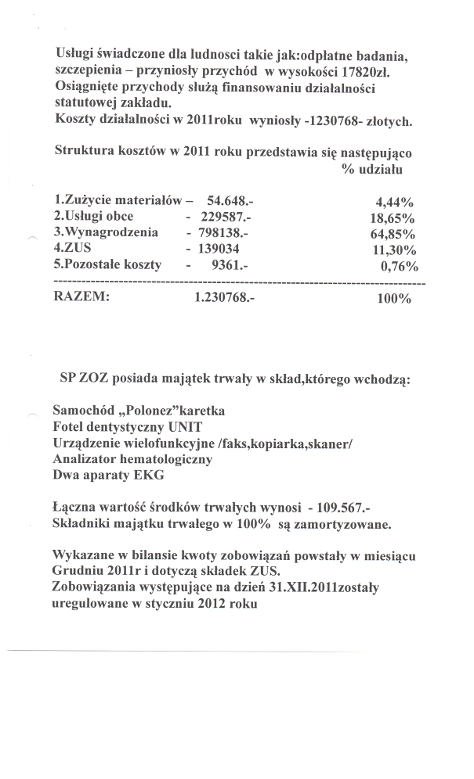 Usługi świadczone dla ludnosci takie jak:odpłatne badania,
szczepienia – przyniosły przychód w wysokości 17820zl.
Osiągnięte przychody służą finansowaniu działalności
statutowej zakładu.
Koszty działalności w 2011roku wyniosły -1230768- złotych.
Struktura kosztów w 2011 roku przedstawia się następująco
% udziału
1.Zużycie materiałów – 54.648.- 4,44%
2.Usługi obce - 229587.- 18,65%
3.Wynagrodzenia - 798138.- 64,85%
4.ZUS - 139034 11,30%
5.Pozostałe koszty - 9361.- 0,76%
RAZEM: 1.230768.- 100%
SP ZOZ posiada majątek trwały w skład,którego wchodzą:
Samochód „Polonez”karetka
Fotel dentystyczny UNIT
Urządzenie wielofunkcyjne /faks,kopiarka,skaner/
Analizator hematologiczny
Dwa aparaty EKG
Łączna wartość środków trwałych wynosi - 109.567.-
Składniki majątku trwałego w 100% są zamortyzowane.
Wykazane w bilansie kwoty zobowiązań powstały w miesiącu
Grudniu 2011r i dotyczą składek ZUS.
Zobowiązania występujące na dzień 31.XII.2011zostały
uregulowane w styczniu 2012 roku